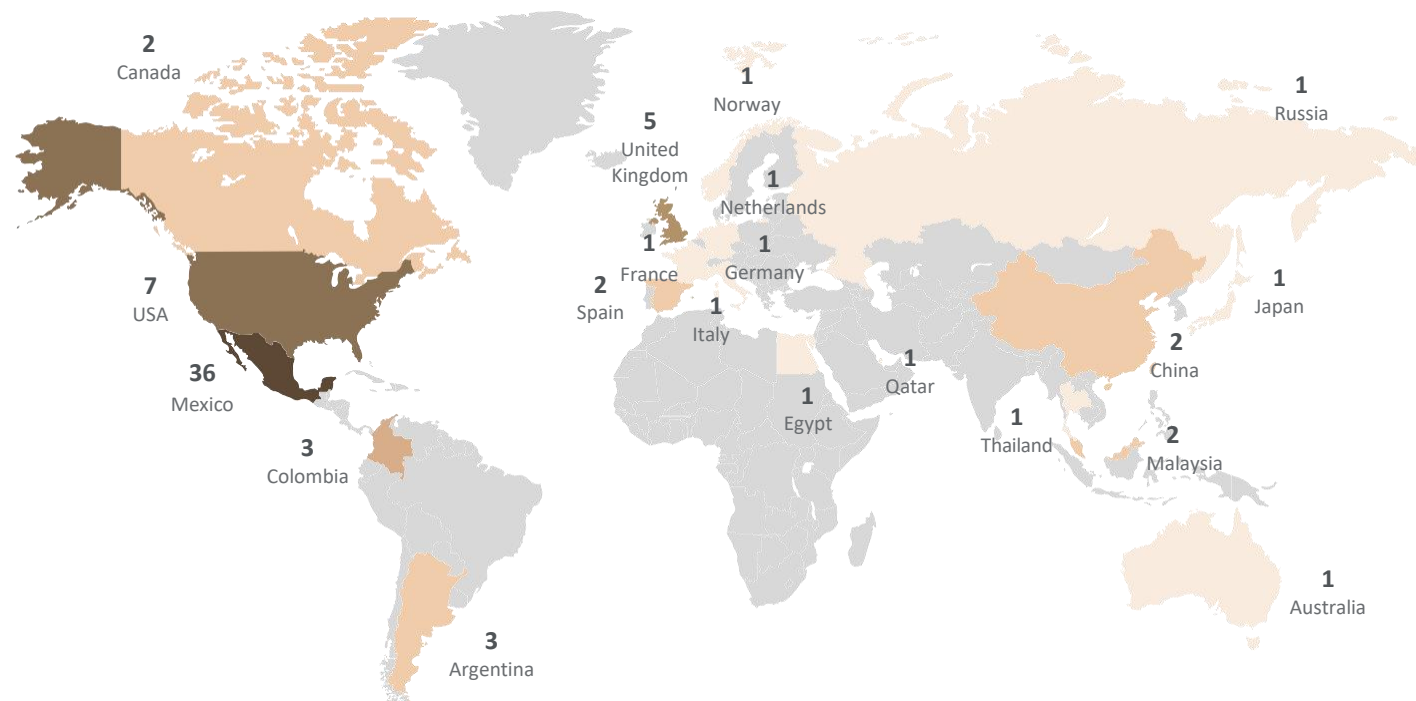 2
Canada
1
Norway
1
Russia
5
United
Kingdom
1
Netherlands
1
France
1
Germany
7
USA
2
Spain
1
Italy
1
Japan
2
China
36
Mexico
1
Qatar
1
Egypt
1
Thailand
2
Malaysia
3
Colombia
1
Australia
3
Argentina